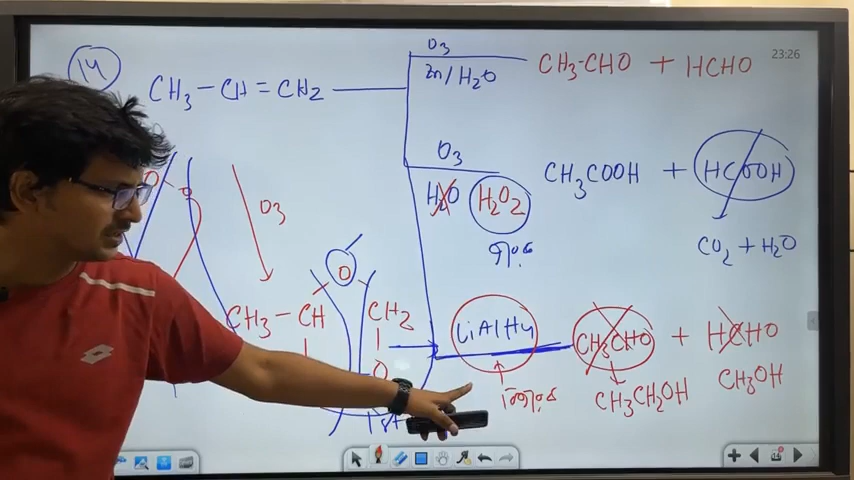 14
23:26
O3
CH3-CHO + HCHO
CH3-CH=CH2
Zn/H2O
O3
CH3COOH + HCOOH
H2O H2O2
CO2 + H2O
O3
O
CH3-CH CH2
O
LiAlH4
CH3CHO + HCHO
CH3CH2OH CH3OH